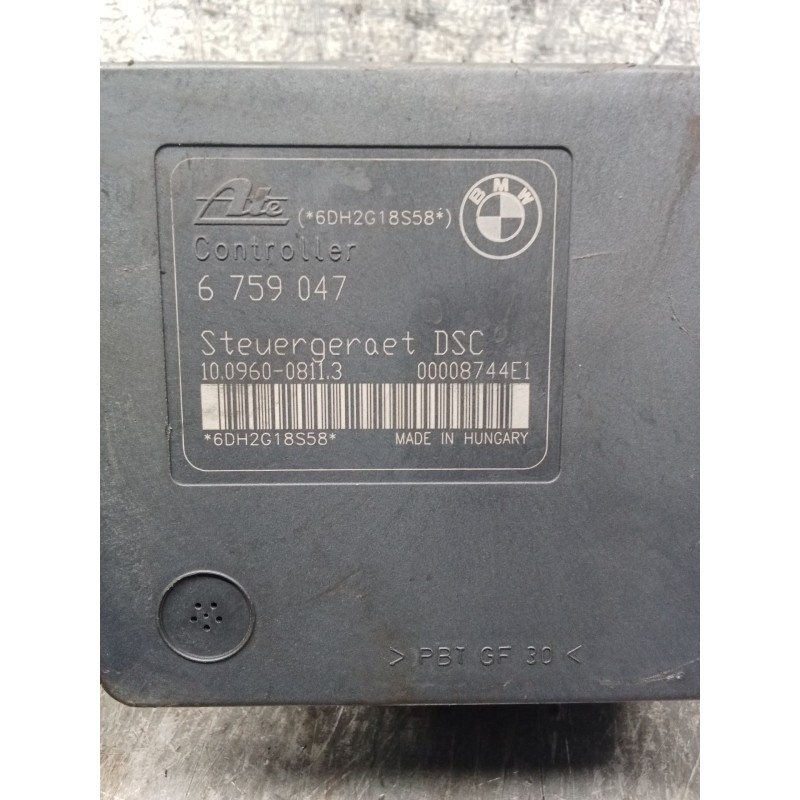 Ate (*6DH2G18S58*) BMW
Controller
6 759 047
Steuergeraet DSC
10.0960-0811.3 00008744E1
*6DH2G18S58* MADE IN HUNGARY
> PBT GF 30 <